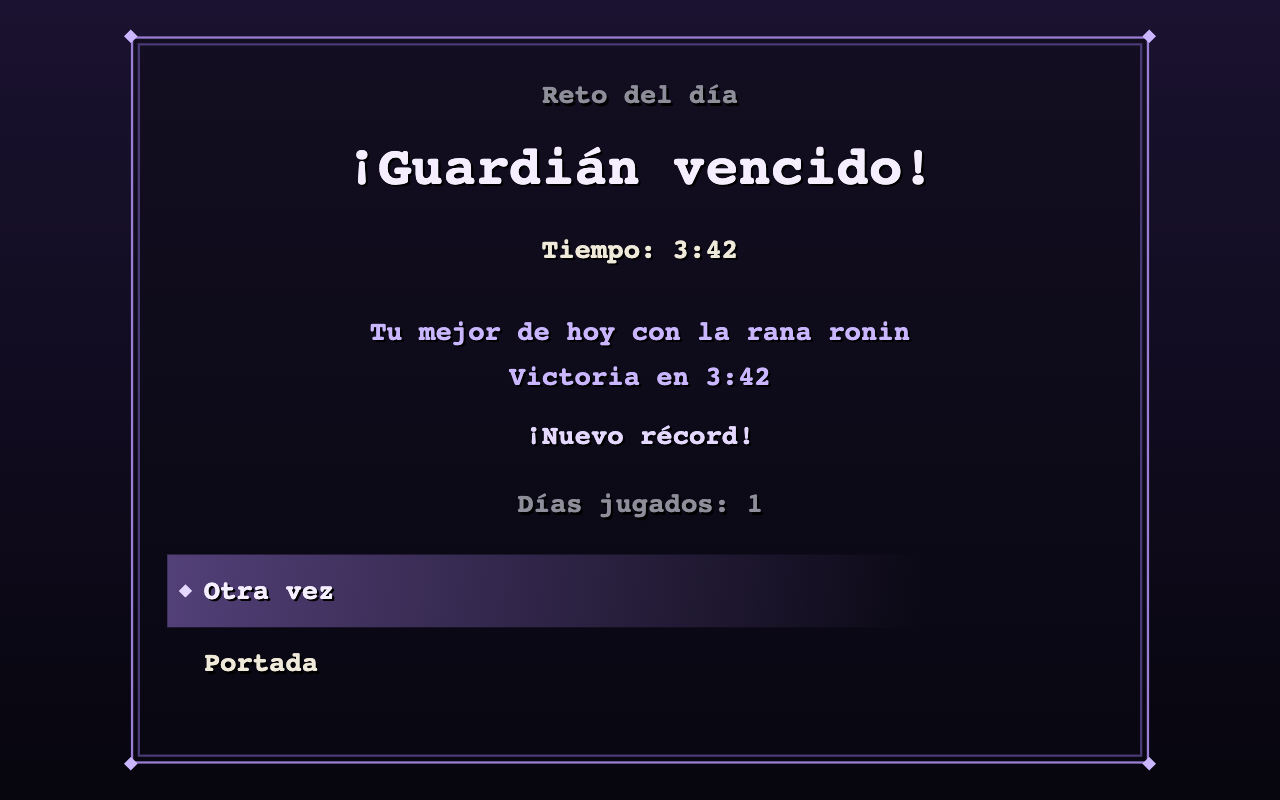 Reto del día
¡Guardián vencido!
Tiempo: 3:42
Tu mejor de hoy con la rana ronin
Victoria en 3:42
¡Nuevo récord!
Días jugados: 1
Otra vez
Portada